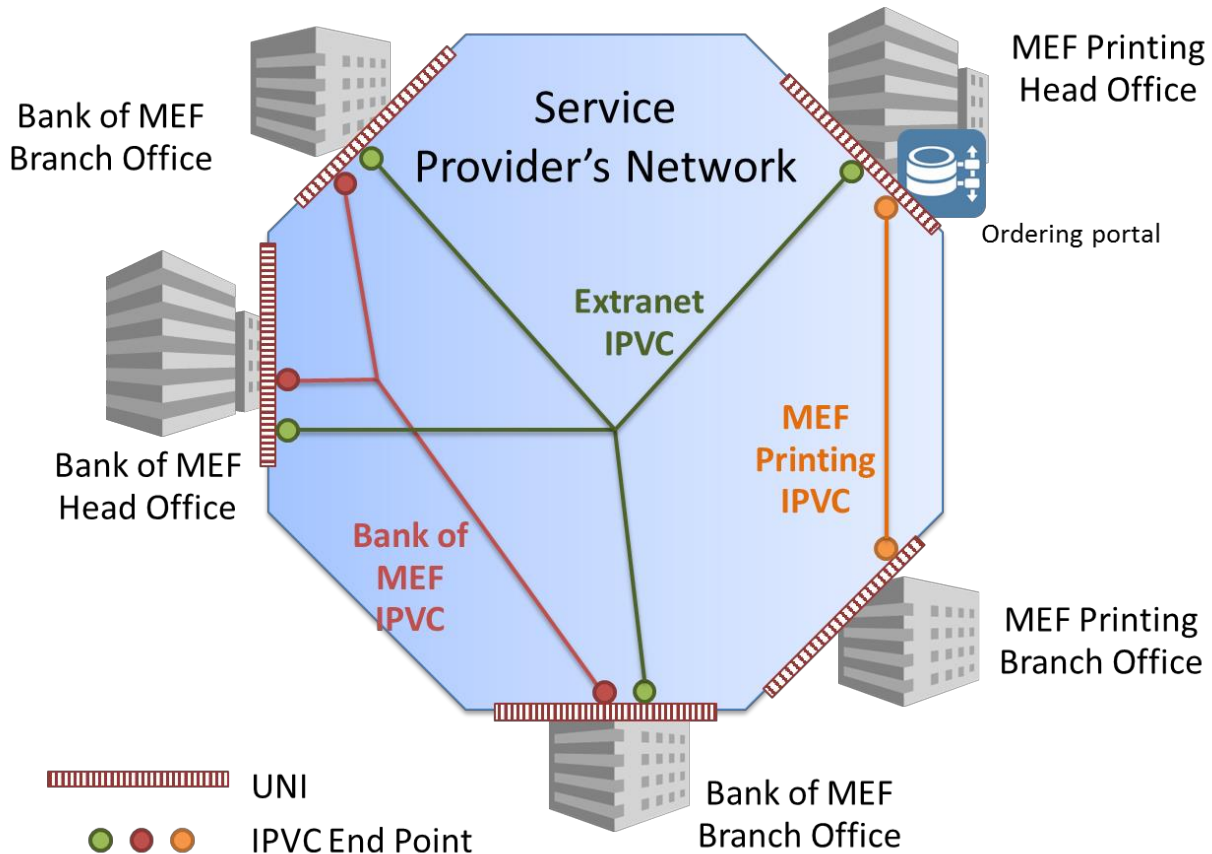 Service
Provider's Network
MEF Printing
Head Office
Bank of MEF
Branch Office
Ordering portal
Extranet
IPVC
MEF
Printing
IPVC
Bank of MEF
Head Office
Bank of
MEF
IPVC
MEF Printing
Branch Office
UNI
Bank of MEF
Branch Office
IPVC End Point